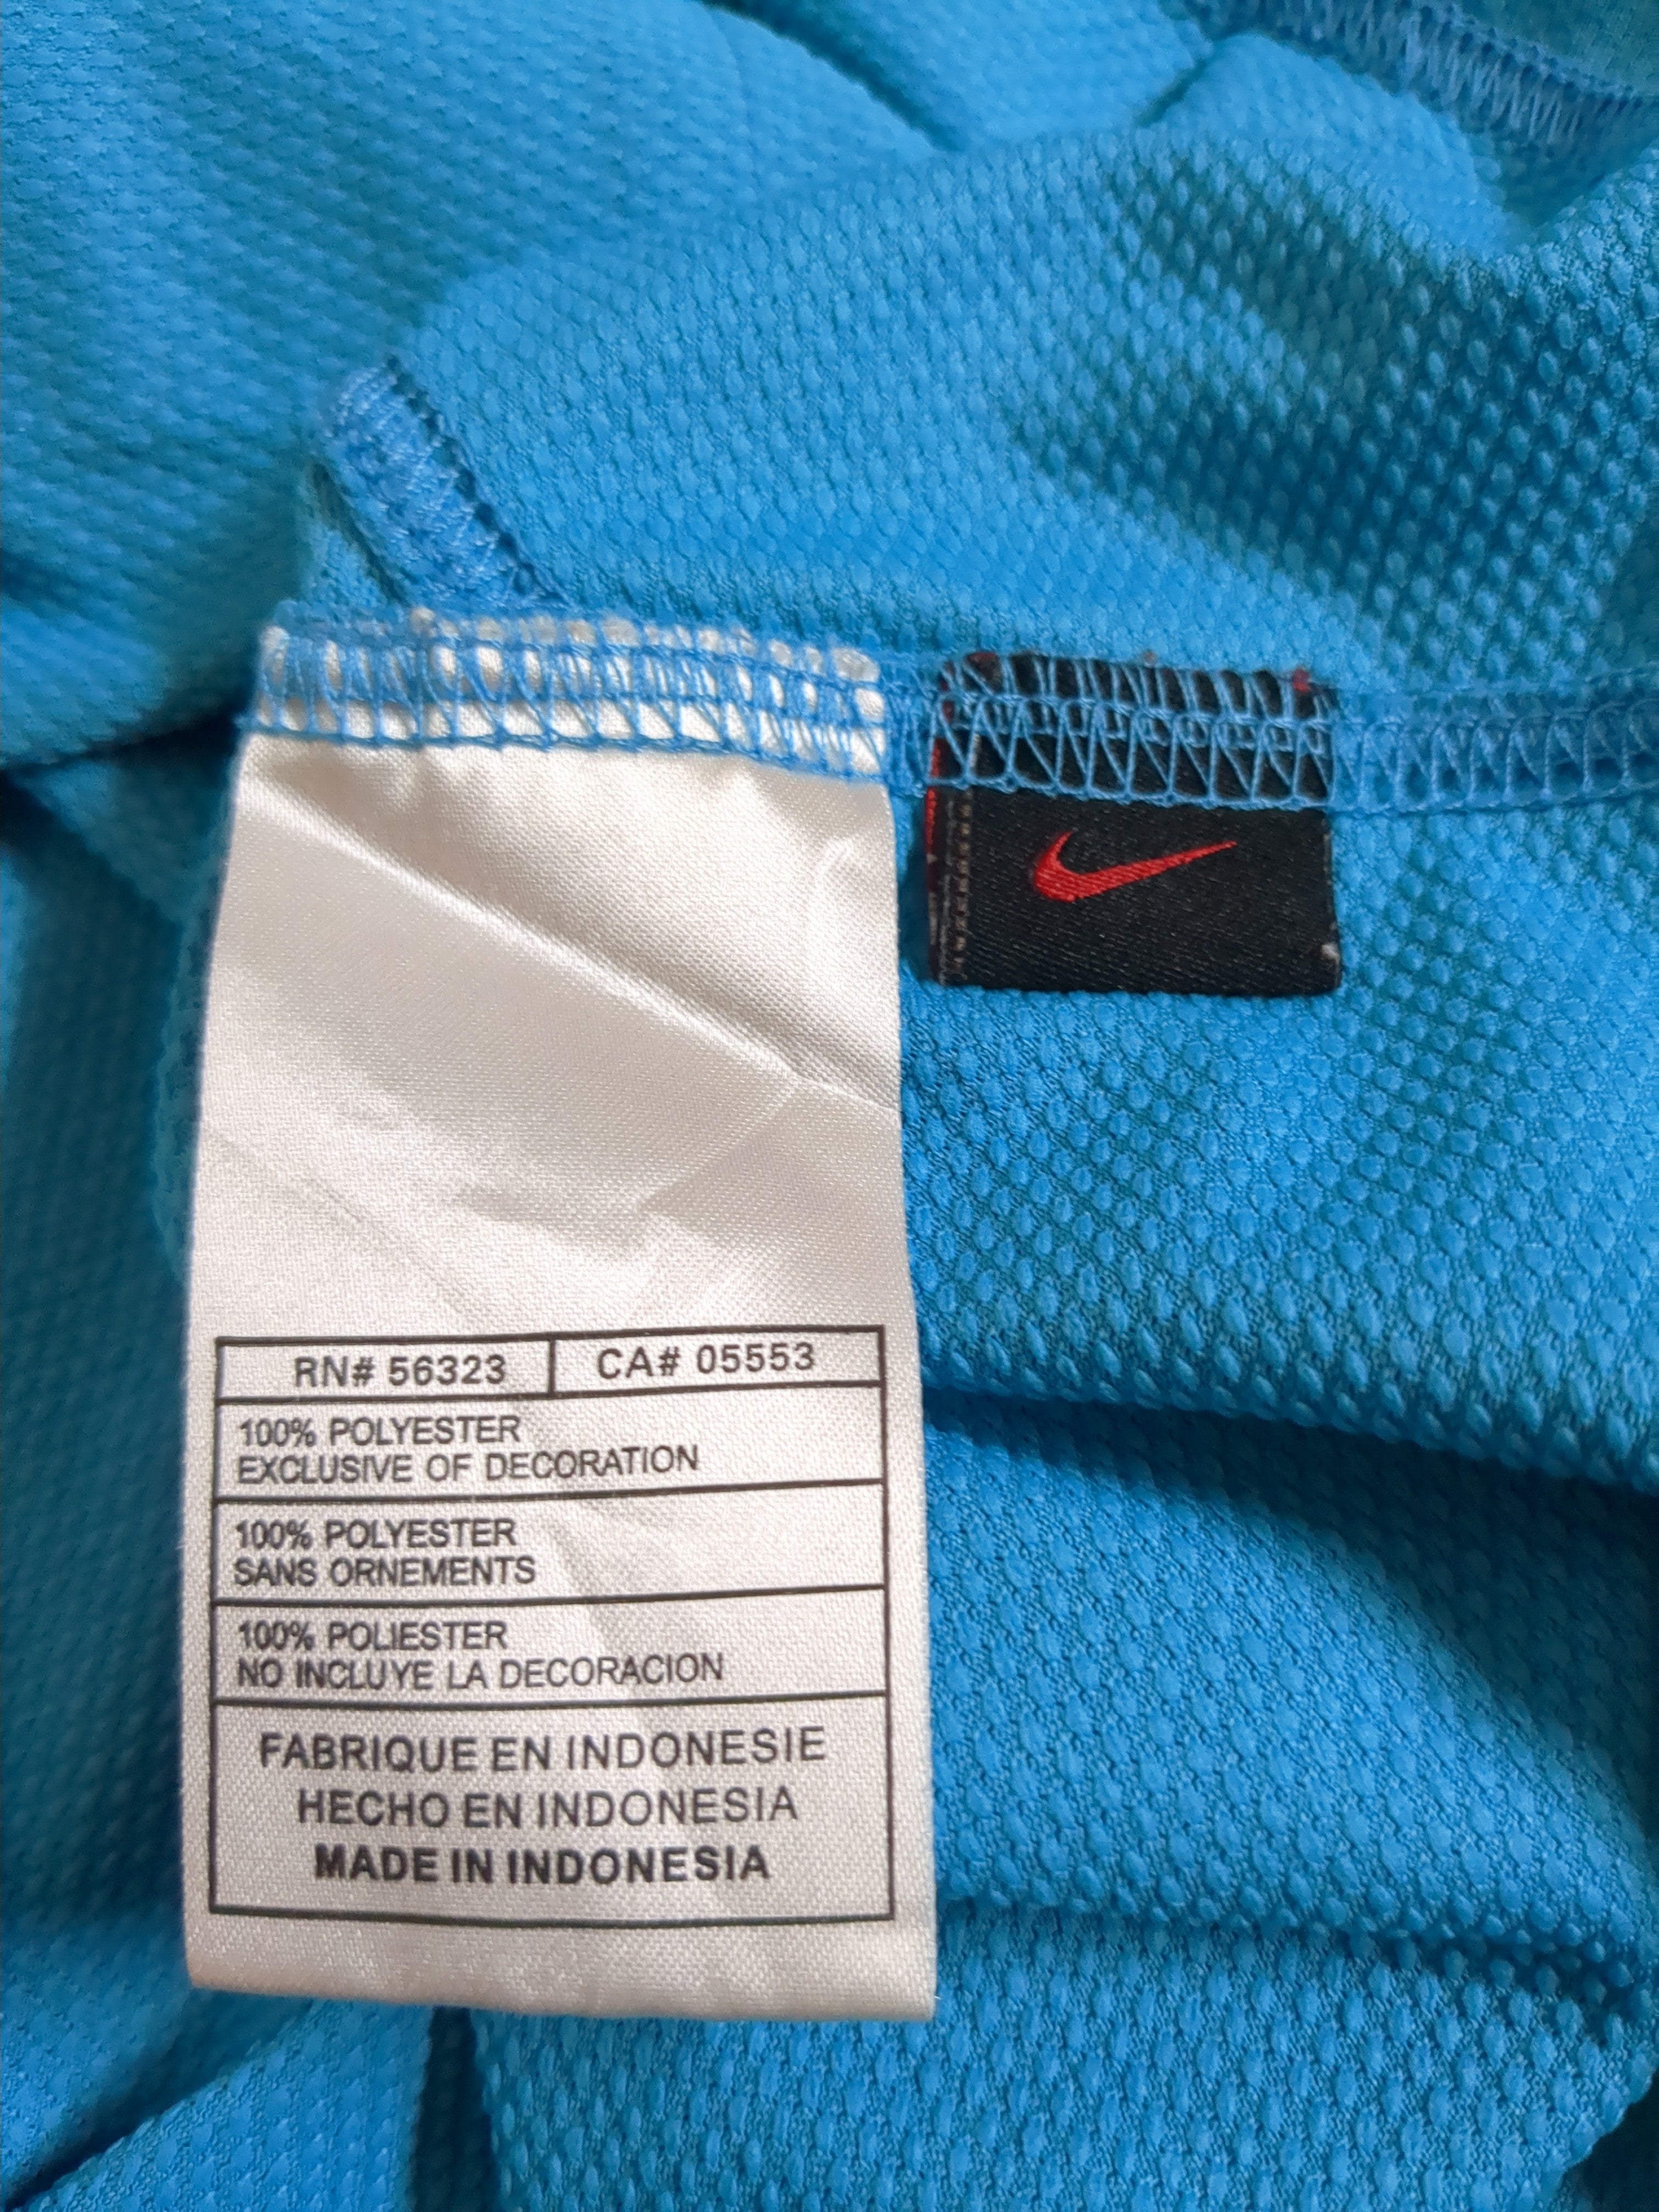 RN# 56323 CA# 05553
100% POLYESTER
EXCLUSIVE OF DECORATION
100% POLYESTER
SANS ORNEMENTS
100% POLIESTER
NO INCLUYE LA DECORACION
FABRIQUE EN INDONESIE
HECHO EN INDONESIA
MADE IN INDONESIA